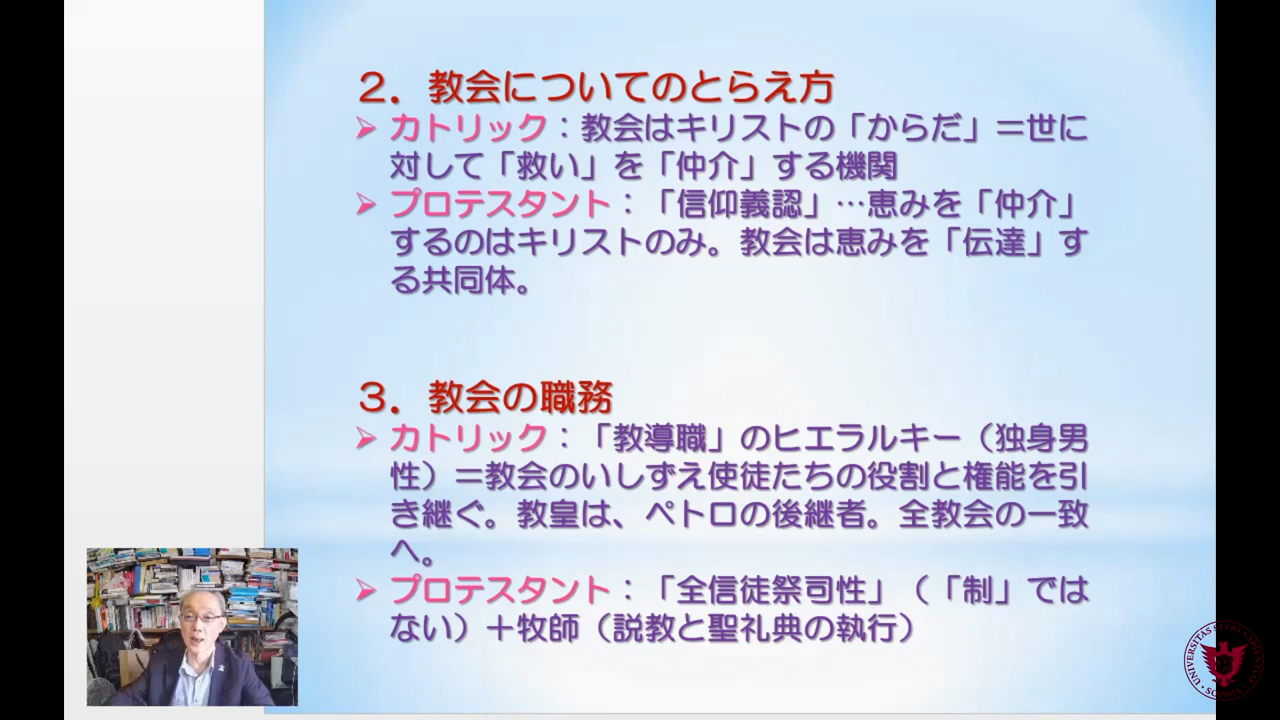 ２．教会についてのとらえ方
カトリック：教会はキリストの「からだ」＝世に
対して「救い」を「仲介」する機関
プロテスタント：「信仰義認」…恵みを「仲介」
するのはキリストのみ。教会は恵みを「伝達」す
る共同体。
３．教会の職務
カトリック：「教導職」のヒエラルキー（独身男
性）＝教会のいしずえ使徒たちの役割と権能を引
き継ぐ。教皇は、ペトロの後継者。全教会の一致
へ。
プロテスタント：「全信徒祭司性」（「制」では
ない）＋牧師（説教と聖礼典の執行）